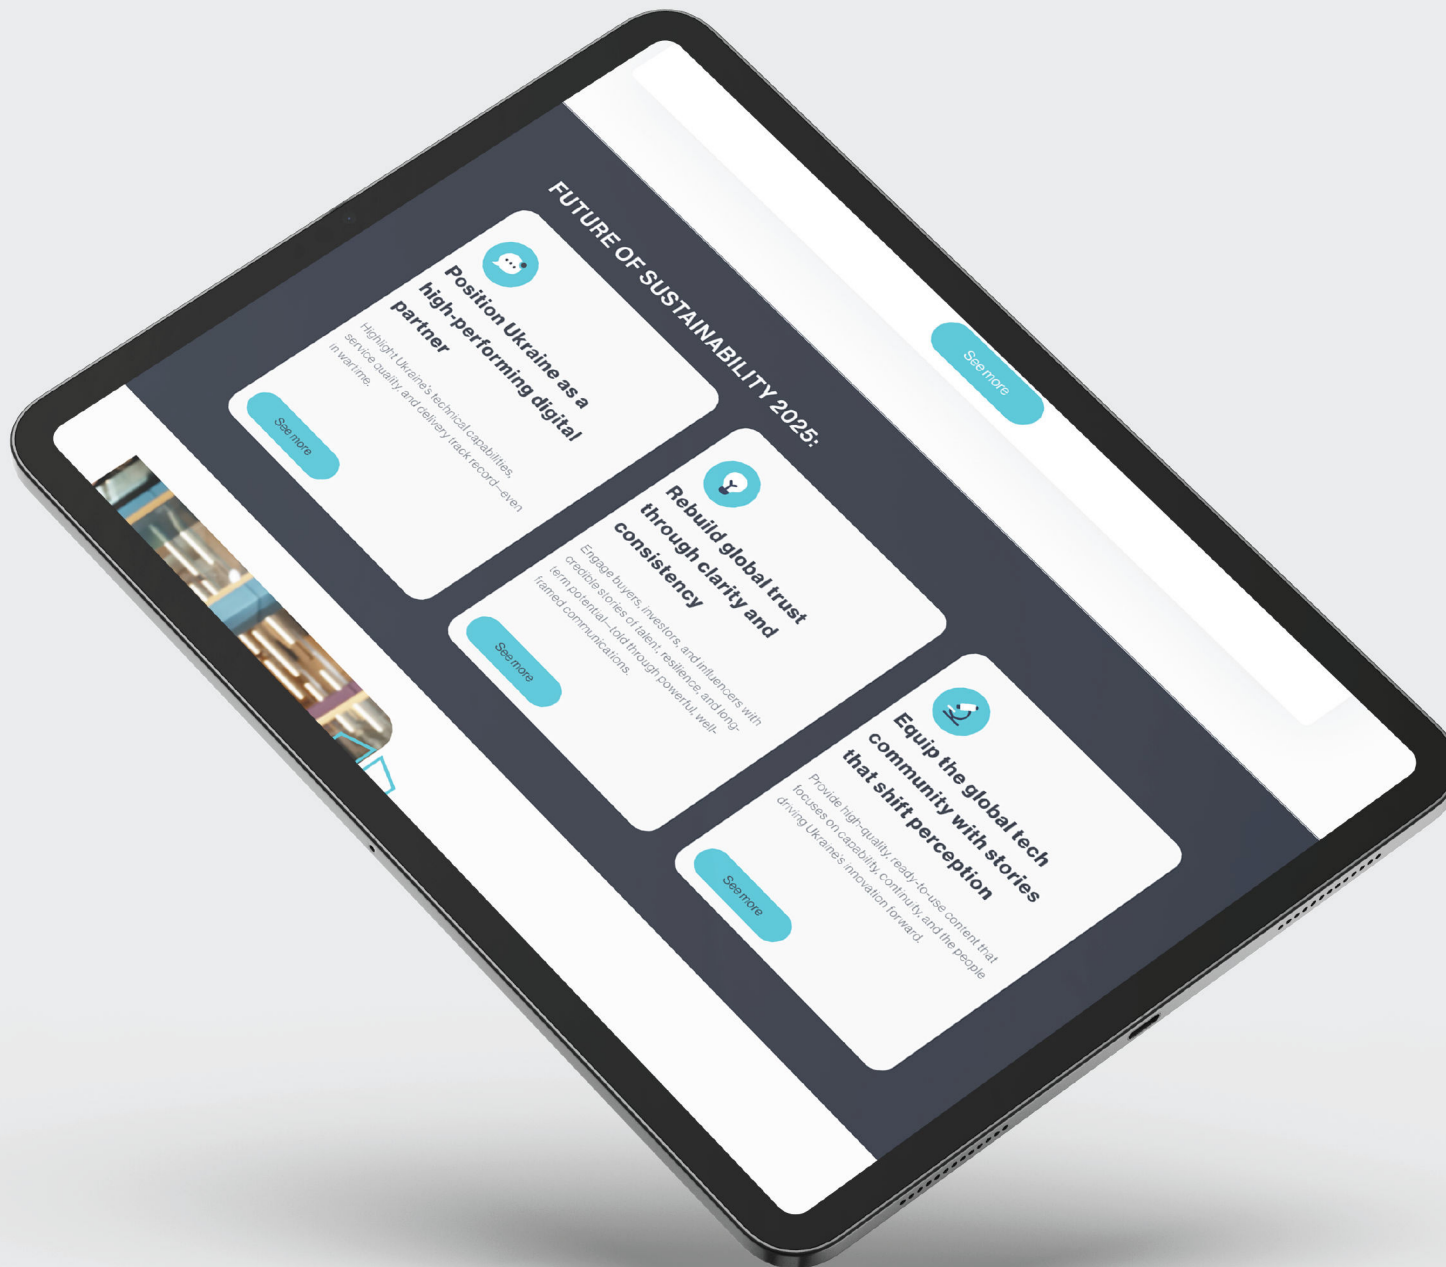 See more
FUTURE OF SUSTAINABILITY 2025:
Position Ukraine as a
high-performing digital
partner
Highlight Ukraine's technical capabilities,
service quality, and delivery track record—even
in wartime.
See more
Rebuild global trust
through clarity and
consistency
Engage buyers, investors, and influencers with
credible stories of talent, resilience, and long-
term potential—told through powerful, well-
framed communications.
See more
Equip the global tech
community with stories
that shift perception
Provide high-quality, ready-to-use content that
focuses on capability, continuity, and the people
driving Ukraine's innovation forward.
See more